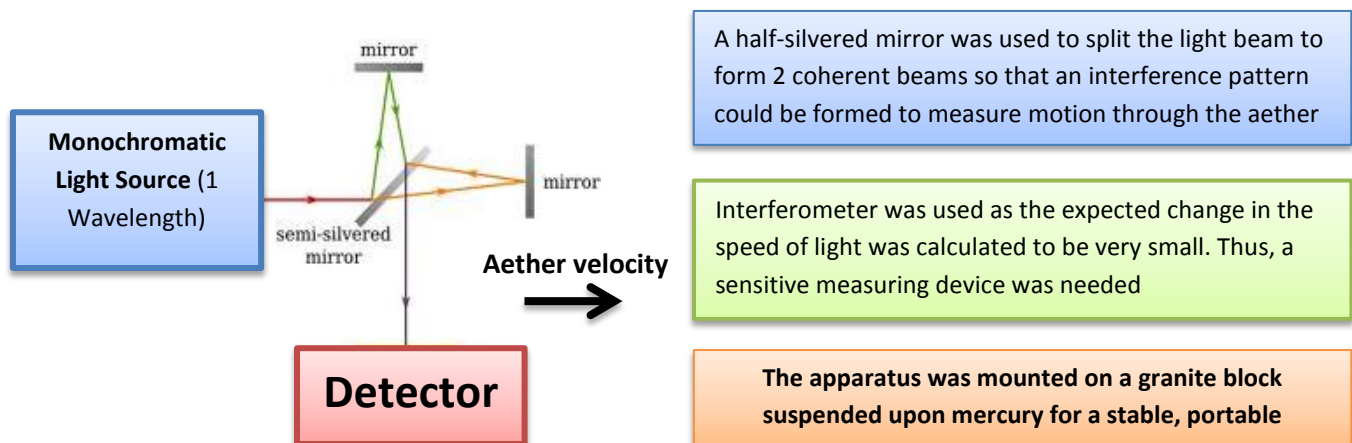 mirror
Monochromatic
Light Source (1
Wavelength)
mirror
semi-silvered
mirror
Aether velocity
Detector
A half-silvered mirror was used to split the light beam to
form 2 coherent beams so that an interference pattern
could be formed to measure motion through the aether
Interferometer was used as the expected change in the
speed of light was calculated to be very small. Thus, a
sensitive measuring device was needed
The apparatus was mounted on a granite block
suspended upon mercury for a stable, portable